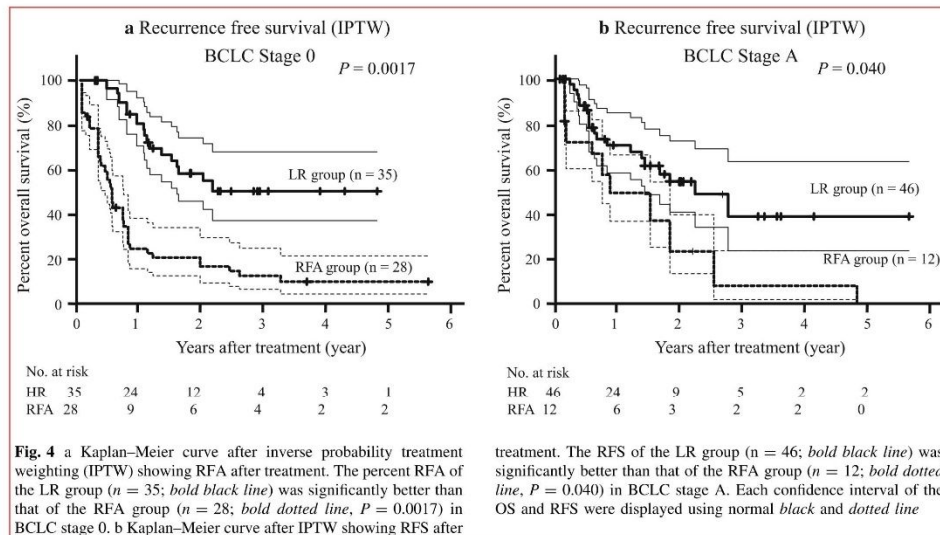 a Recurrence free survival (IPTW)
BCLC Stage 0
P = 0.0017
Percent overall survival (%)
100
80
60
40
20
0
LR group (n = 35)
RFA group (n = 28)
0 1 2 3 4 5 6
Years after treatment (year)
No. at risk
HR 35 24 12 4 3 1
RFA 28 9 6 4 2 2
b Recurrence free survival (IPTW)
BCLC Stage A
P = 0.040
Percent overall survival (%)
100
80
60
40
20
0
LR group (n = 46)
RFA group (n = 12)
0 1 2 3 4 5 6
Years after treatment (year)
No. at risk
HR 46 24 9 5 2 2
RFA 12 6 3 2 2 0
Fig. 4 a Kaplan–Meier curve after inverse probability treatment
weighting (IPTW) showing RFA after treatment. The percent RFA of
the LR group (n = 35; bold black line) was significantly better than
that of the RFA group (n = 28; bold dotted line, P = 0.0017) in
BCLC stage 0. b Kaplan–Meier curve after IPTW showing RFS after
treatment. The RFS of the LR group (n = 46; bold black line) was
significantly better than that of the RFA group (n = 12; bold dotted
line, P = 0.040) in BCLC stage A. Each confidence interval of the
OS and RFS were displayed using normal black and dotted line